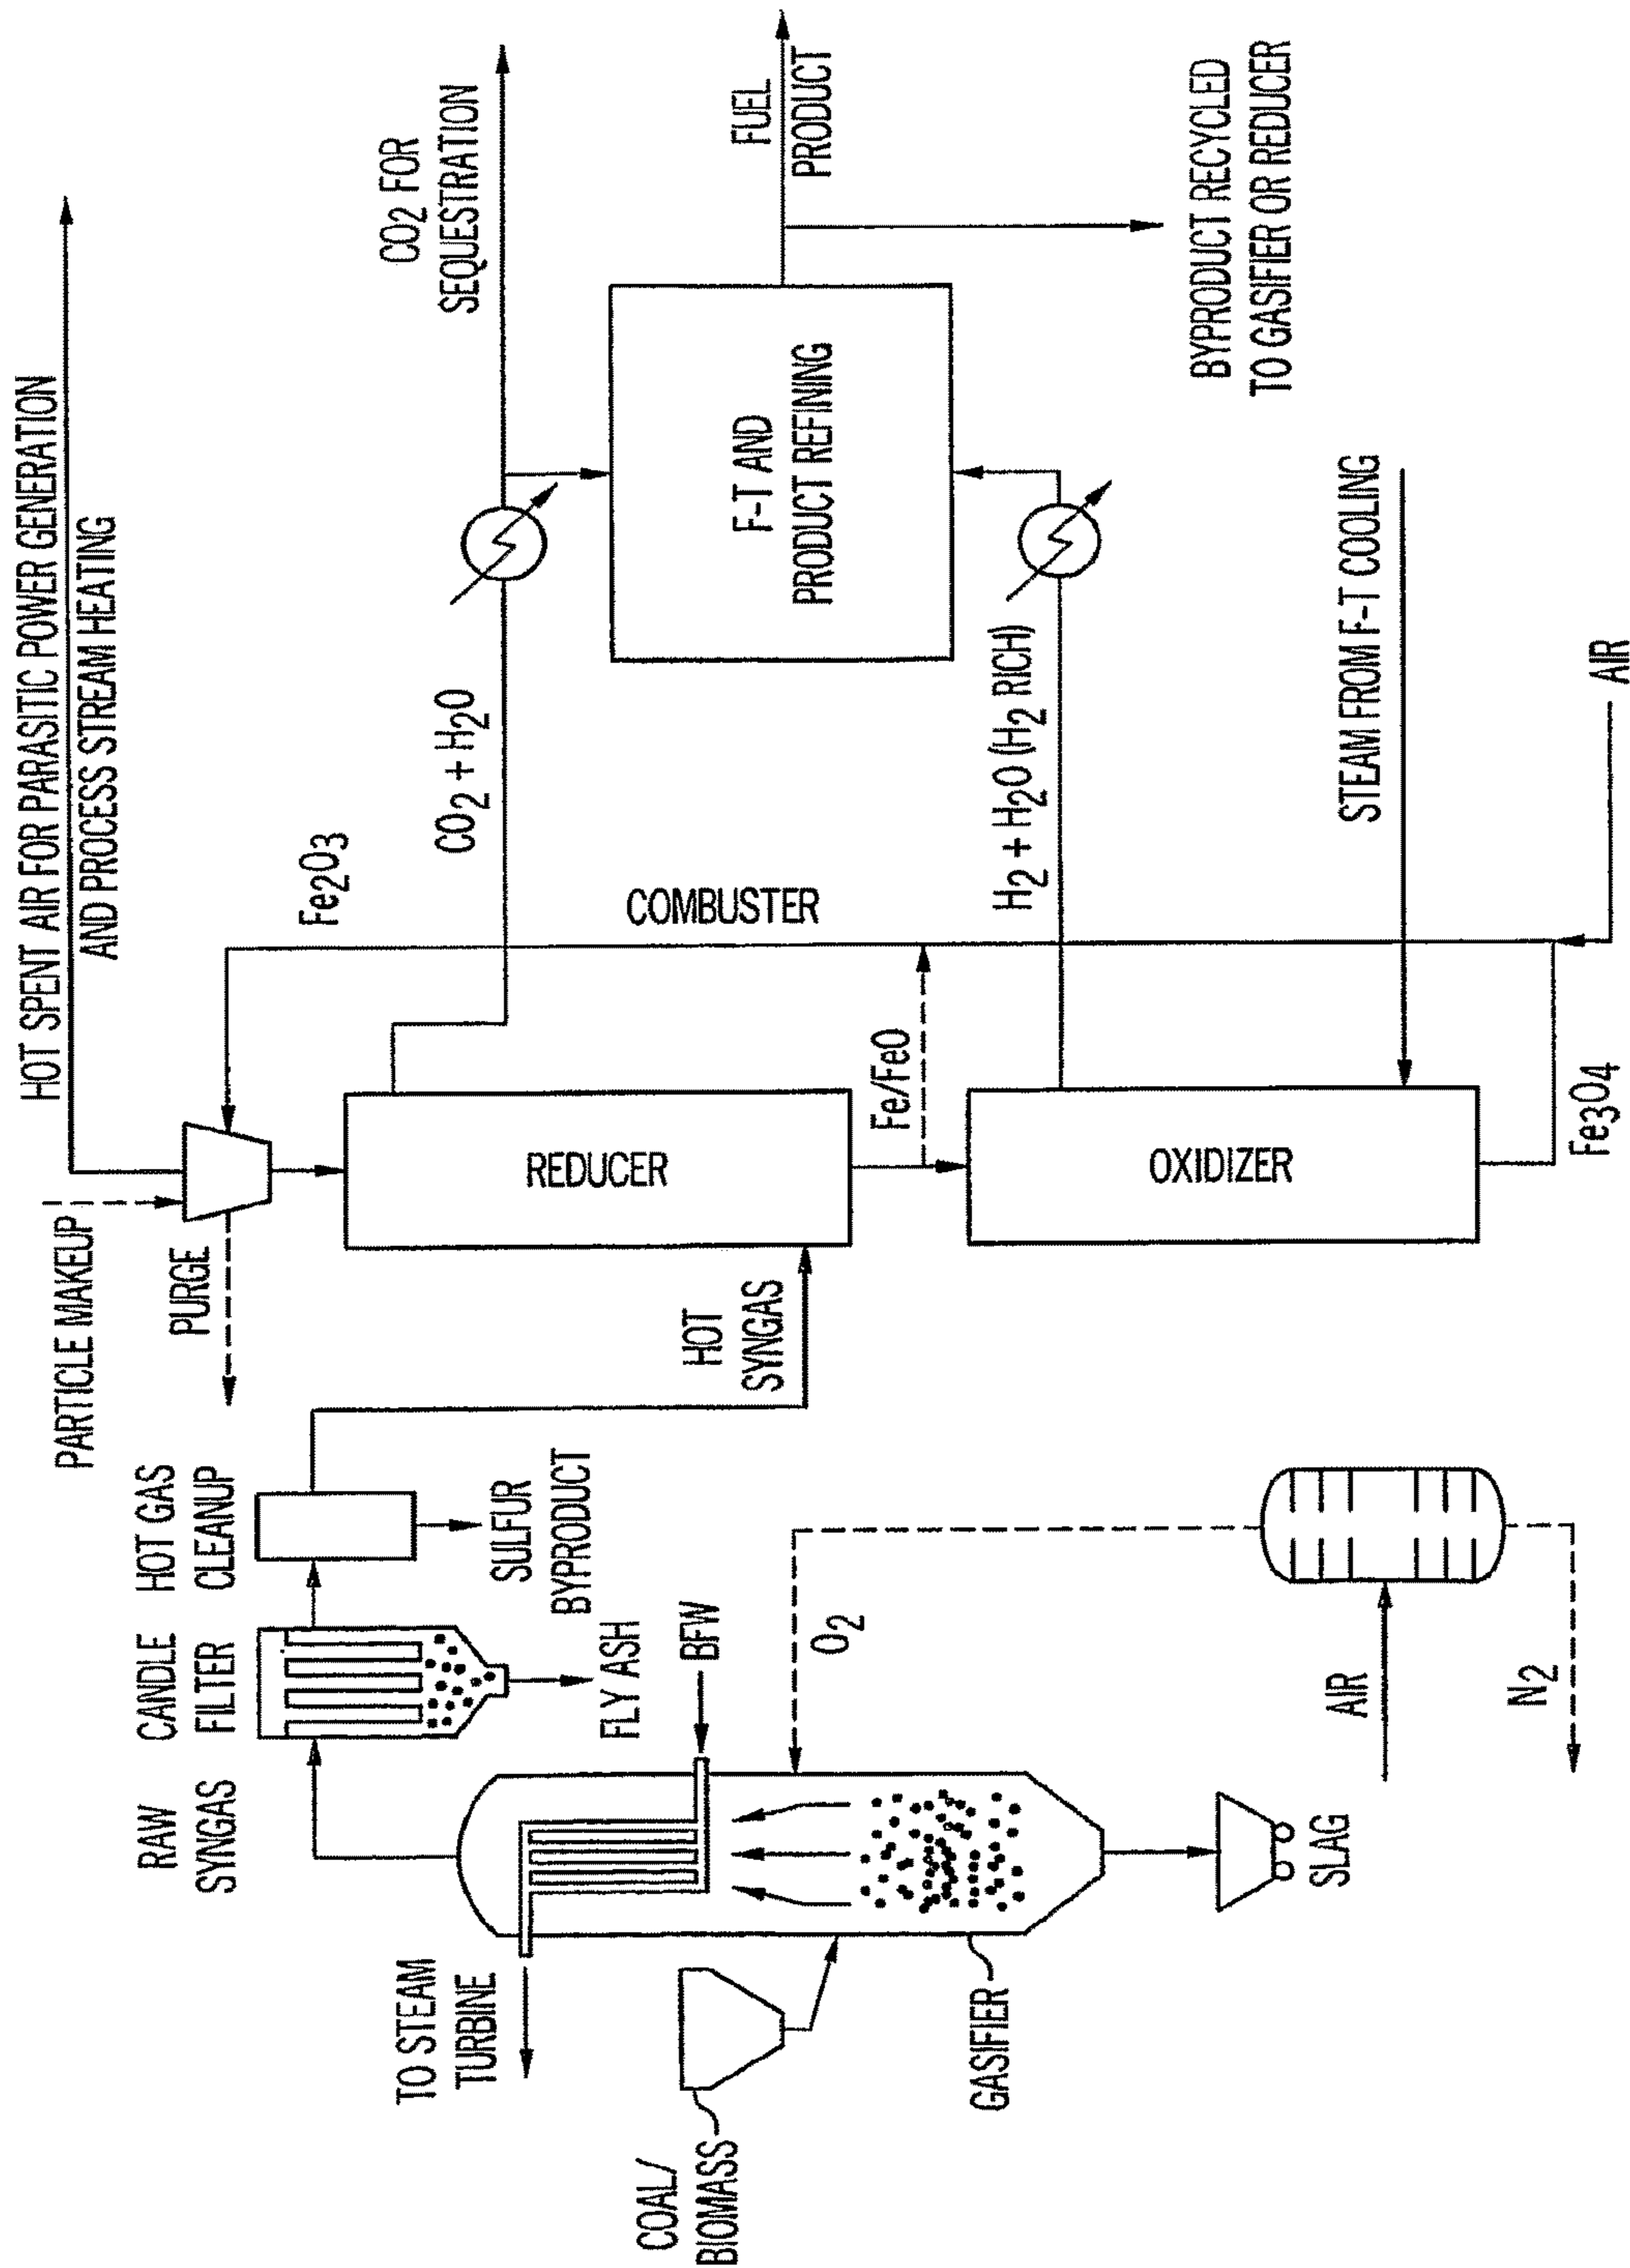 HOT SPENT AIR FOR PARASITIC POWER GENERATION
AND PROCESS STREAM HEATING
PARTICLE MAKEUP
PURGE
Fe2O3
CO2 FOR
SEQUESTRATION
HOT GAS
CLEANUP
CANDLE
FILTER
RAW
SYNGAS
CO2 + H2O
REDUCER
COMBUSTER
F-T AND
PRODUCT REFINING
FUEL
PRODUCT
SULFUR
BYPRODUCT
FLY ASH
BFW
HOT
SYNGAS
TO STEAM
TURBINE
COAL/
BIOMASS
O2
Fe/FeO
H2 + H2O (H2 RICH)
GASIFIER
OXIDIZER
BYPRODUCT RECYCLED
TO GASIFIER OR REDUCER
STEAM FROM F-T COOLING
SLAG
AIR
N2
Fe3O4
AIR